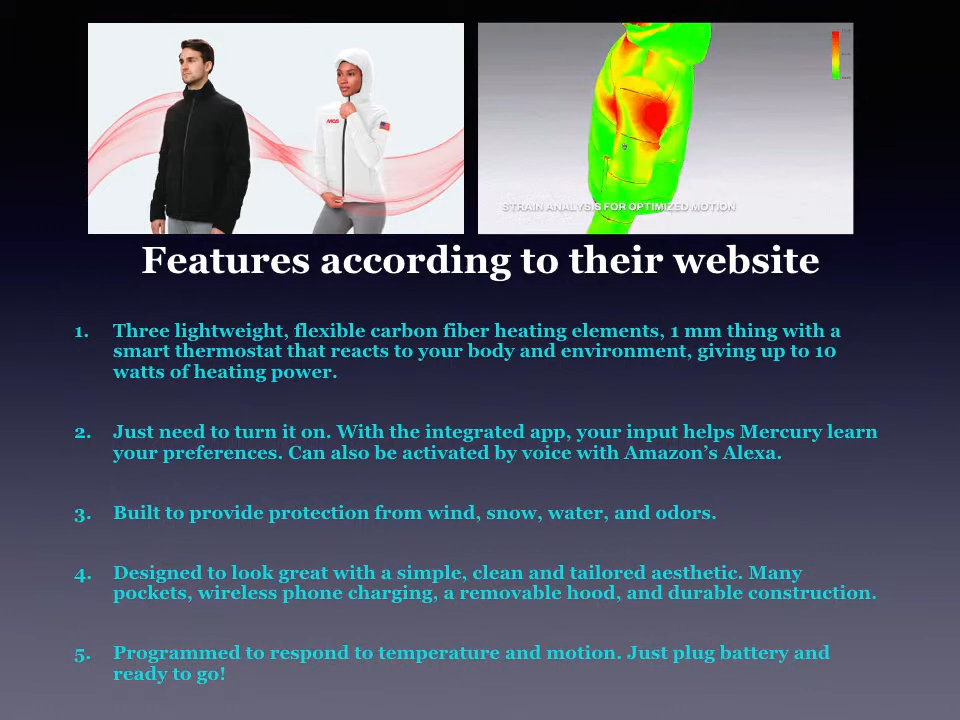 MQS
STRAIN ANALYSIS FOR OPTIMIZED MOTION
Features according to their website
1. Three lightweight, flexible carbon fiber heating elements, 1 mm thing with a
smart thermostat that reacts to your body and environment, giving up to 10
watts of heating power.
2. Just need to turn it on. With the integrated app, your input helps Mercury learn
your preferences. Can also be activated by voice with Amazon’s Alexa.
3. Built to provide protection from wind, snow, water, and odors.
4. Designed to look great with a simple, clean and tailored aesthetic. Many
pockets, wireless phone charging, a removable hood, and durable construction.
5. Programmed to respond to temperature and motion. Just plug battery and
ready to go!